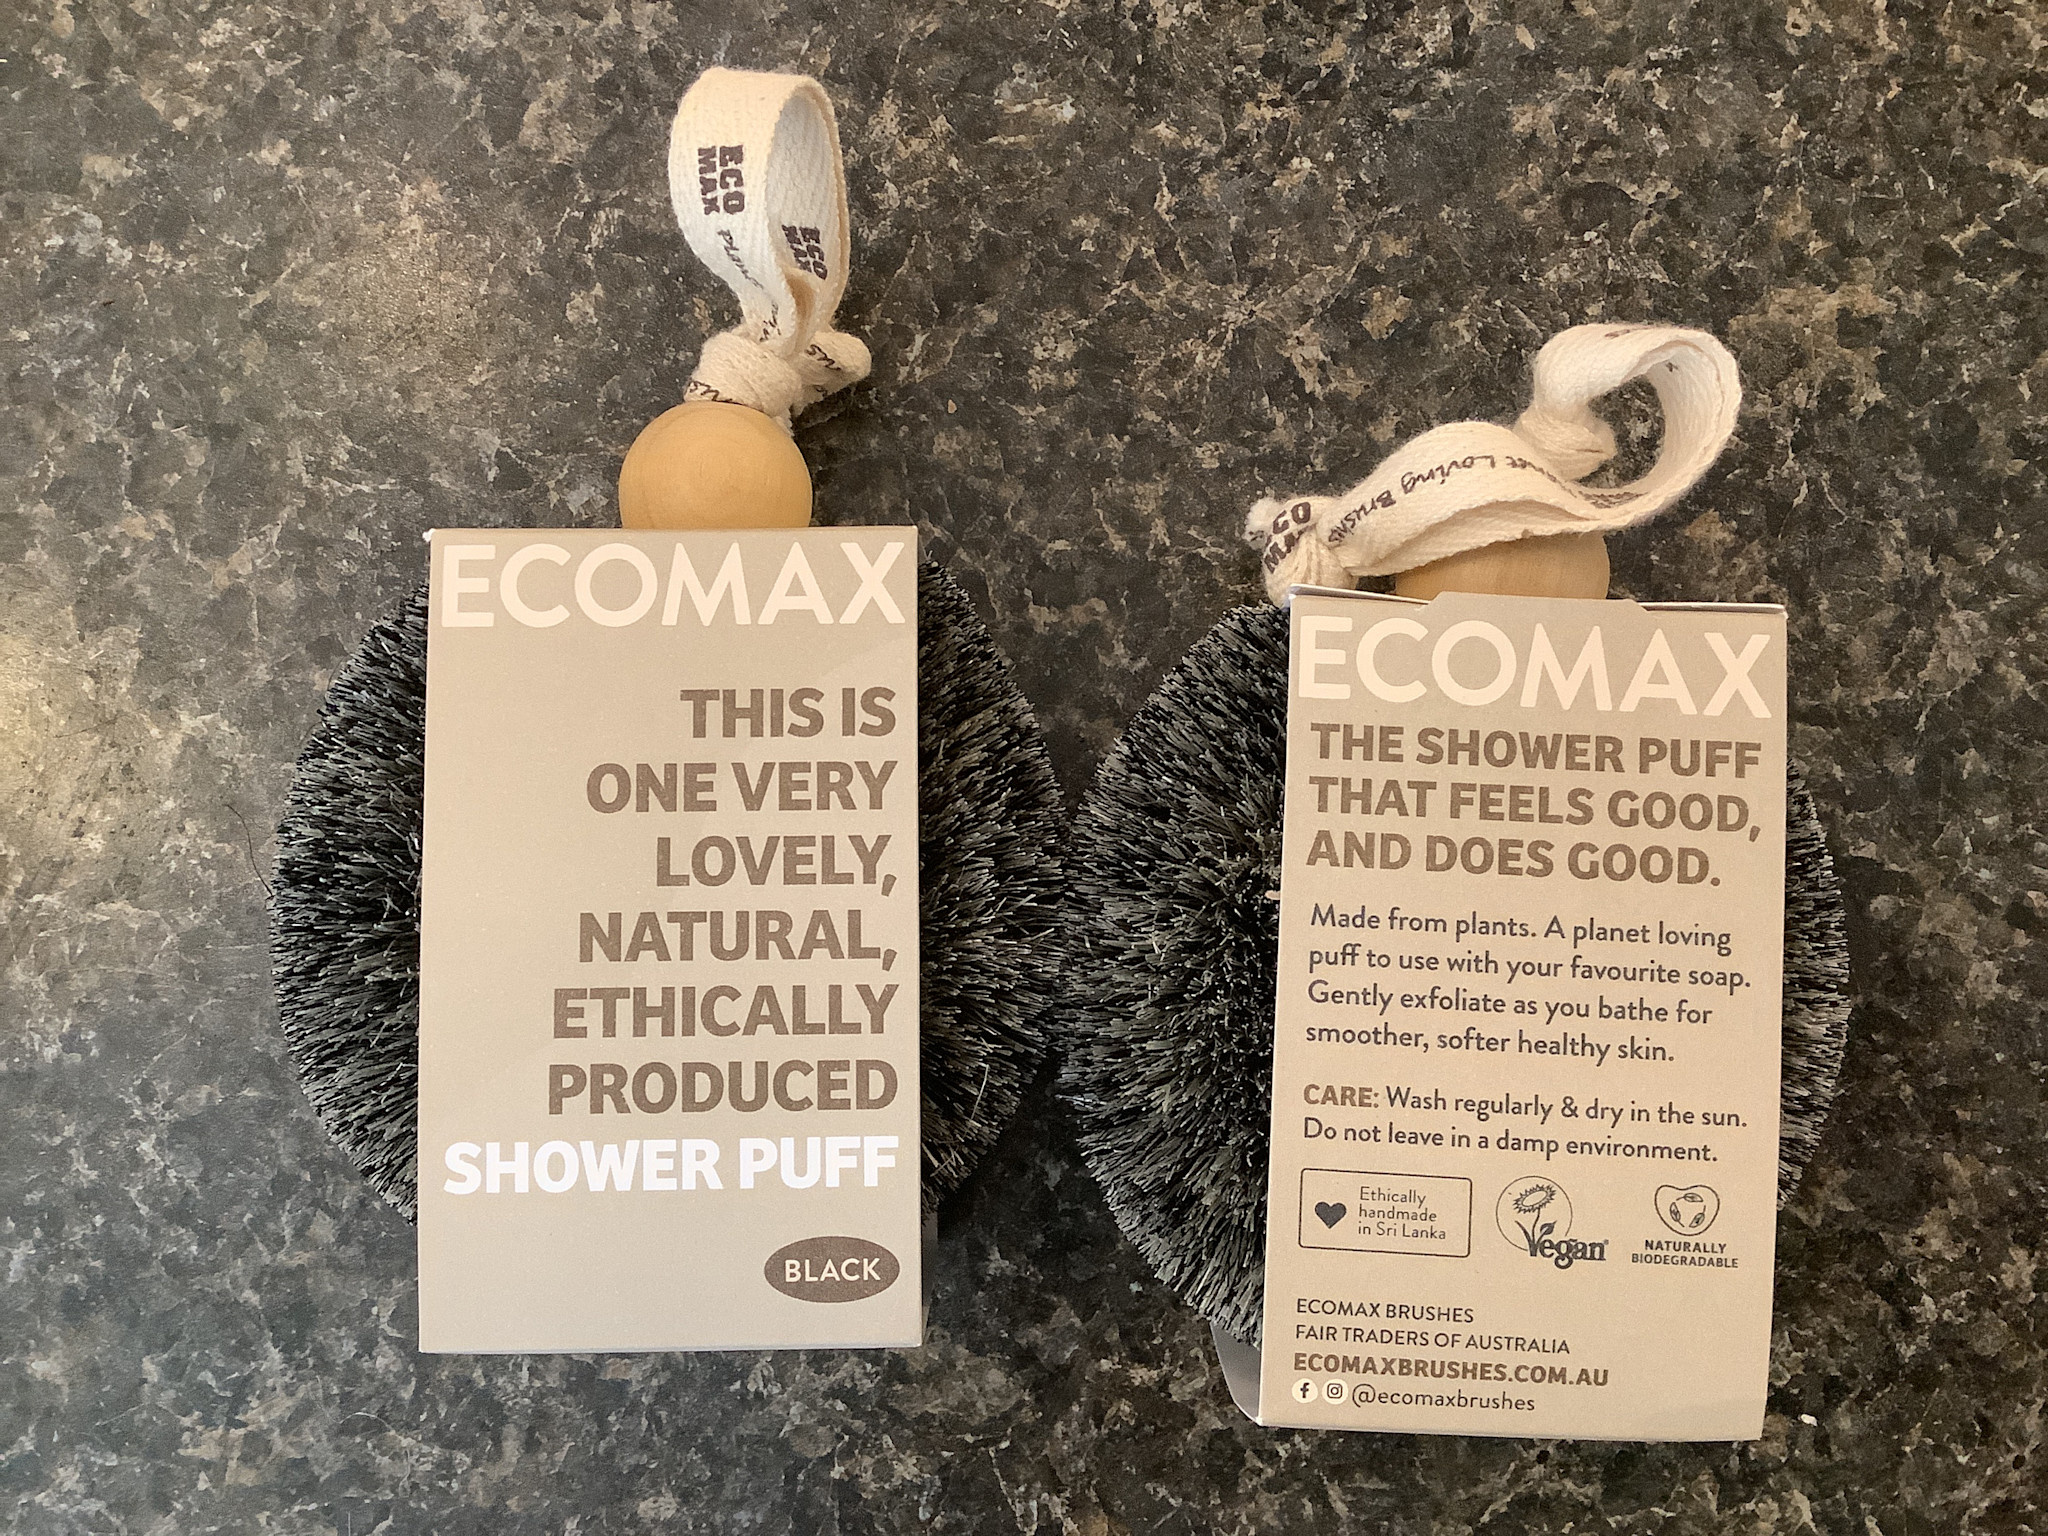 ECO
MAX
ECO
MAX
ECOMAX
THIS IS
ONE VERY
LOVELY,
NATURAL,
ETHICALLY
PRODUCED
SHOWER PUFF
BLACK
Loving Brushes
ECOMAX
THE SHOWER PUFF
THAT FEELS GOOD,
AND DOES GOOD.
Made from plants. A planet loving
puff to use with your favourite soap.
Gently exfoliate as you bathe for
smoother, softer healthy skin.
CARE: Wash regularly & dry in the sun.
Do not leave in a damp environment.
Ethically
handmade
in Sri Lanka
Vegan
NATURALLY
BIODEGRADABLE
ECOMAX BRUSHES
FAIR TRADERS OF AUSTRALIA
ECOMAXBRUSHES.COM.AU
@ecomaxbrushes